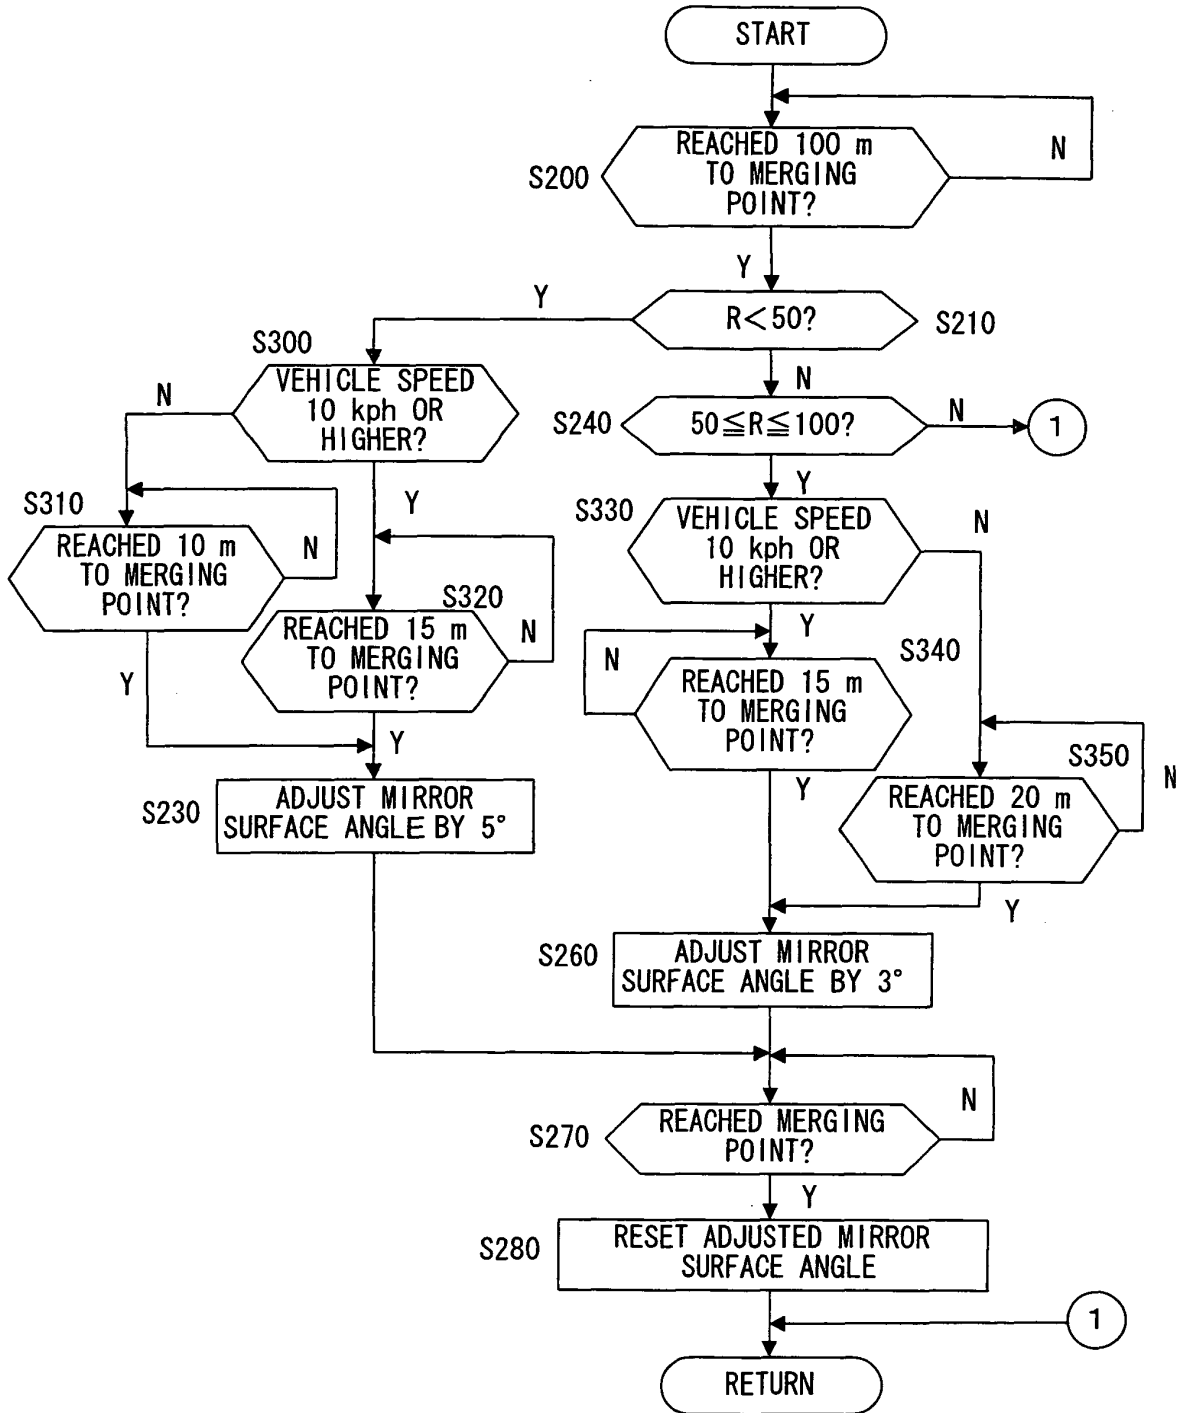 START
REACHED 100 m
TO MERGING
POINT?
N
S200
Y
Y
R<50?
S210
S300
N
VEHICLE SPEED
10 kph OR
HIGHER?
N
S240
50≦R≦100?
N
1
Y
Y
S310
S330
VEHICLE SPEED
10 kph OR
HIGHER?
N
REACHED 10 m
TO MERGING
POINT?
N
S320
REACHED 15 m
TO MERGING
POINT?
N
Y
N
S340
REACHED 15 m
TO MERGING
POINT?
Y
Y
S350
N
Y
REACHED 20 m
TO MERGING
POINT?
S230
ADJUST MIRROR
SURFACE ANGLE BY 5°
Y
S260
ADJUST MIRROR
SURFACE ANGLE BY 3°
N
S270
REACHED MERGING
POINT?
Y
S280
RESET ADJUSTED MIRROR
SURFACE ANGLE
1
RETURN